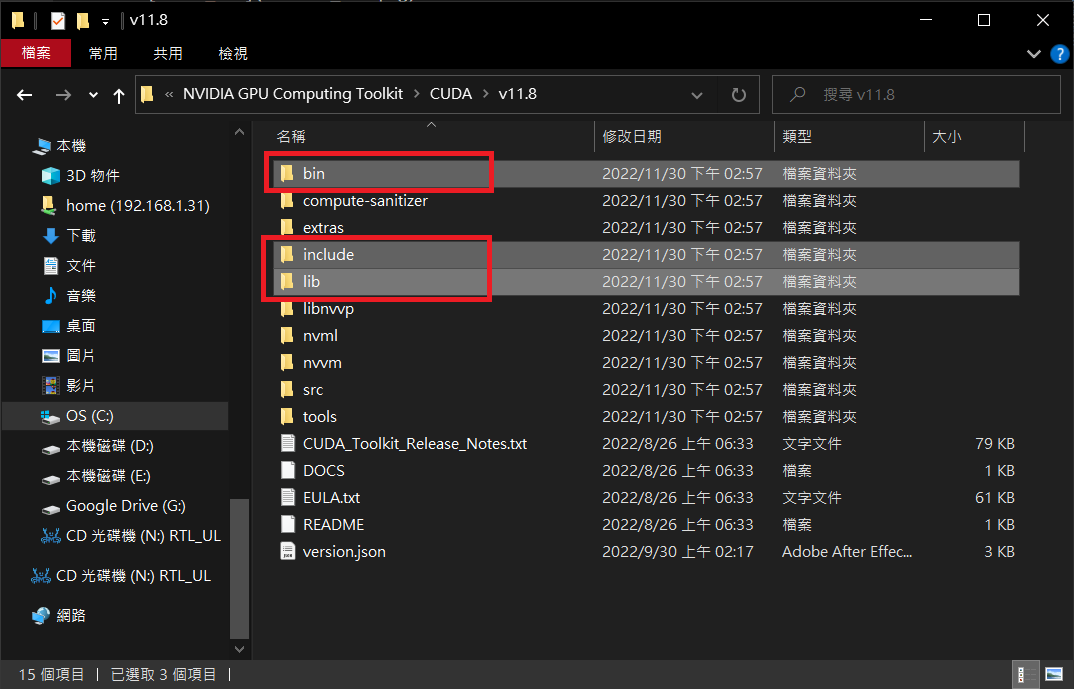 v11.8
檔案 常用 共用 檢視
« NVIDIA GPU Computing Toolkit > CUDA > v11.8 搜尋 v11.8
本機
3D 物件
home (192.168.1.31)
下載
文件
音樂
桌面
圖片
影片
OS (C:)
本機磁碟 (D:)
本機磁碟 (E:)
Google Drive (G:)
CD 光碟機 (N:) RTL_UL
CD 光碟機 (N:) RTL_UL
網路
名稱 修改日期 類型 大小
bin 2022/11/30 下午 02:57 檔案資料夾
compute-sanitizer 2022/11/30 下午 02:57 檔案資料夾
extras 2022/11/30 下午 02:57 檔案資料夾
include 2022/11/30 下午 02:57 檔案資料夾
lib 2022/11/30 下午 02:57 檔案資料夾
libnvvp 2022/11/30 下午 02:57 檔案資料夾
nvml 2022/11/30 下午 02:57 檔案資料夾
nvvm 2022/11/30 下午 02:57 檔案資料夾
src 2022/11/30 下午 02:57 檔案資料夾
tools 2022/11/30 下午 02:57 檔案資料夾
CUDA_Toolkit_Release_Notes.txt 2022/8/26 上午 06:33 文字文件 79 KB
DOCS 2022/8/26 上午 06:33 檔案 1 KB
EULA.txt 2022/8/26 上午 06:33 文字文件 61 KB
README 2022/8/26 上午 06:33 檔案 1 KB
version.json 2022/9/30 上午 02:17 Adobe After Effec... 3 KB
15 個項目 已選取 3 個項目